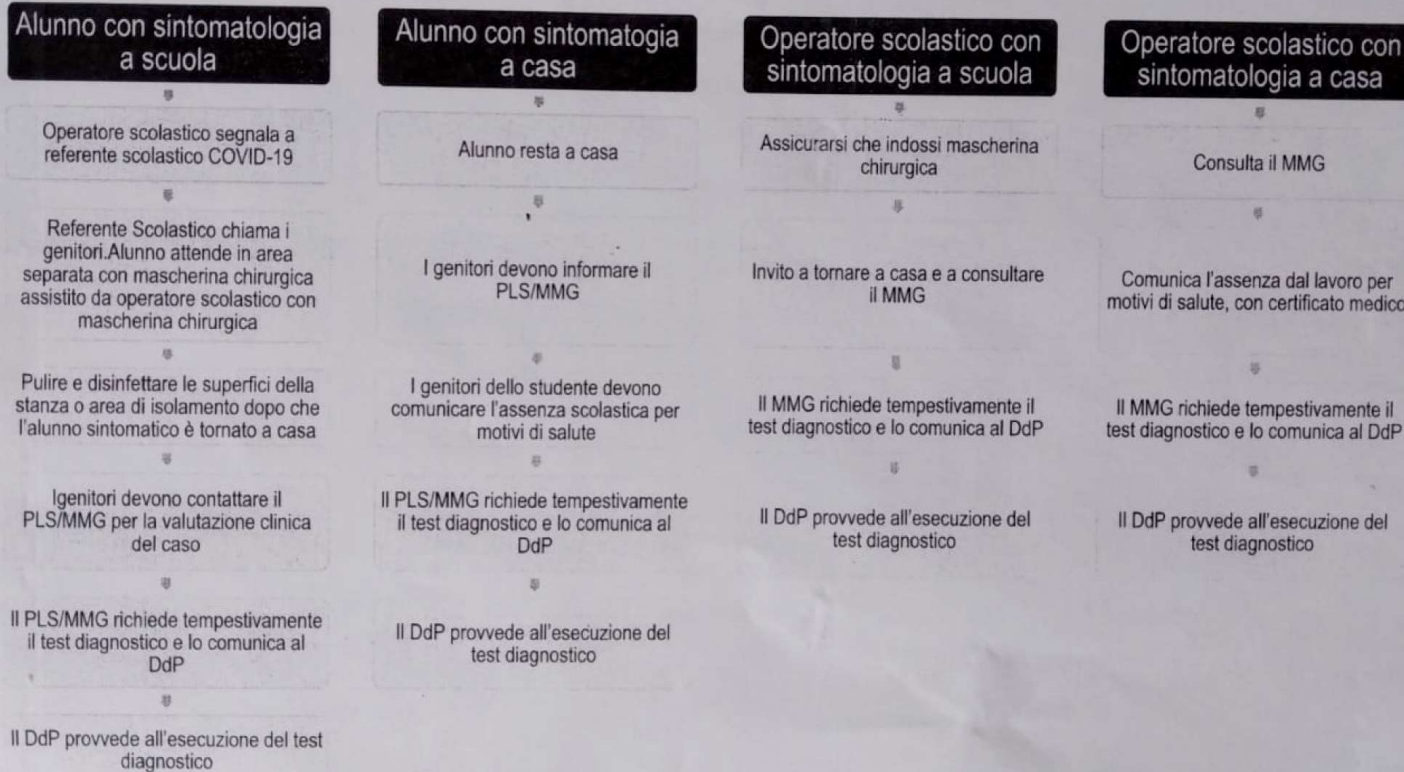 Alunno con sintomatologia
a scuola
Operatore scolastico segnala a
referente scolastico COVID-19
Referente Scolastico chiama i
genitori.Alunno attende in area
separata con mascherina chirurgica
assistito da operatore scolastico con
mascherina chirurgica
Pulire e disinfettare le superfici della
stanza o area di isolamento dopo che
l'alunno sintomatico è tornato a casa
Igenitori devono contattare il
PLS/MMG per la valutazione clinica
del caso
Il PLS/MMG richiede tempestivamente
il test diagnostico e lo comunica al
DdP
Il DdP provvede all'esecuzione del test
diagnostico
Alunno con sintomatogia
a casa
Alunno resta a casa
I genitori devono informare il
PLS/MMG
I genitori dello studente devono
comunicare l'assenza scolastica per
motivi di salute
Il PLS/MMG richiede tempestivamente
il test diagnostico e lo comunica al
DdP
Il DdP provvede all'esecuzione del
test diagnostico
Operatore scolastico con
sintomatologia a scuola
Assicurarsi che indossi mascherina
chirurgica
Invito a tornare a casa e a consultare
il MMG
Il MMG richiede tempestivamente il
test diagnostico e lo comunica al DdP
Il DdP provvede all'esecuzione del
test diagnostico
Operatore scolastico con
sintomatologia a casa
Consulta il MMG
Comunica l'assenza dal lavoro per
motivi di salute, con certificato medico
Il MMG richiede tempestivamente il
test diagnostico e lo comunica al DdP
Il DdP provvede all'esecuzione del
test diagnostico